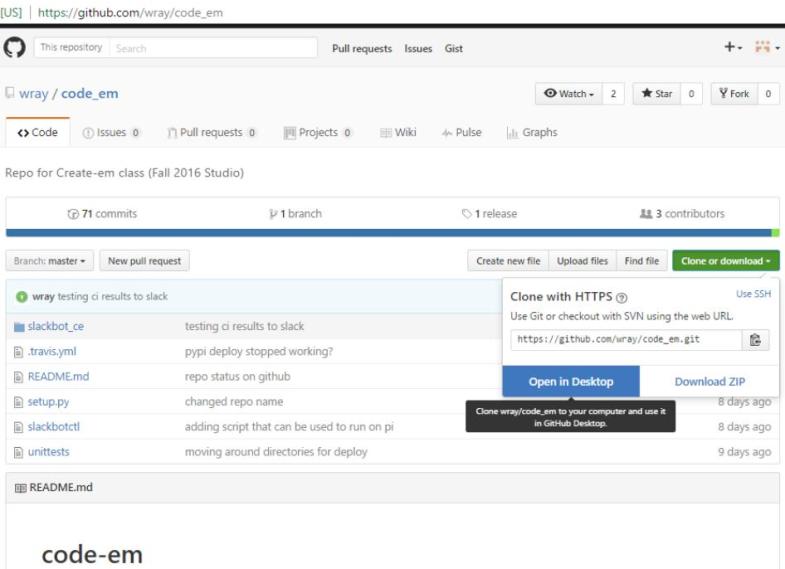 [US] https://github.com/wray/code_em
This repository Search Pull requests Issues Gist
wray / code_em
Watch 2 Star 0 Fork 0
Code Issues 0 Pull requests 0 Projects 0 Wiki Pulse Graphs
Repo for Create-em class (Fall 2016 Studio)
71 commits 1 branch 1 release 3 contributors
Branch: master New pull request Create new file Upload files Find file Clone or download
wray testing ci results to slack
Clone with HTTPS ? Use SSH
Use Git or checkout with SVN using the web URL.
https://github.com/wray/code_em.git
Open in Desktop Download ZIP
Clone wray/code_em to your computer and use it
in GitHub Desktop.
slackbot_ce testing ci results to slack
.travis.yml pypi deploy stopped working?
README.md repo status on github
setup.py changed repo name 8 days ago
slackbotctl adding script that can be used to run on pi 8 days ago
unittests moving around directories for deploy 9 days ago
README.md
code-em